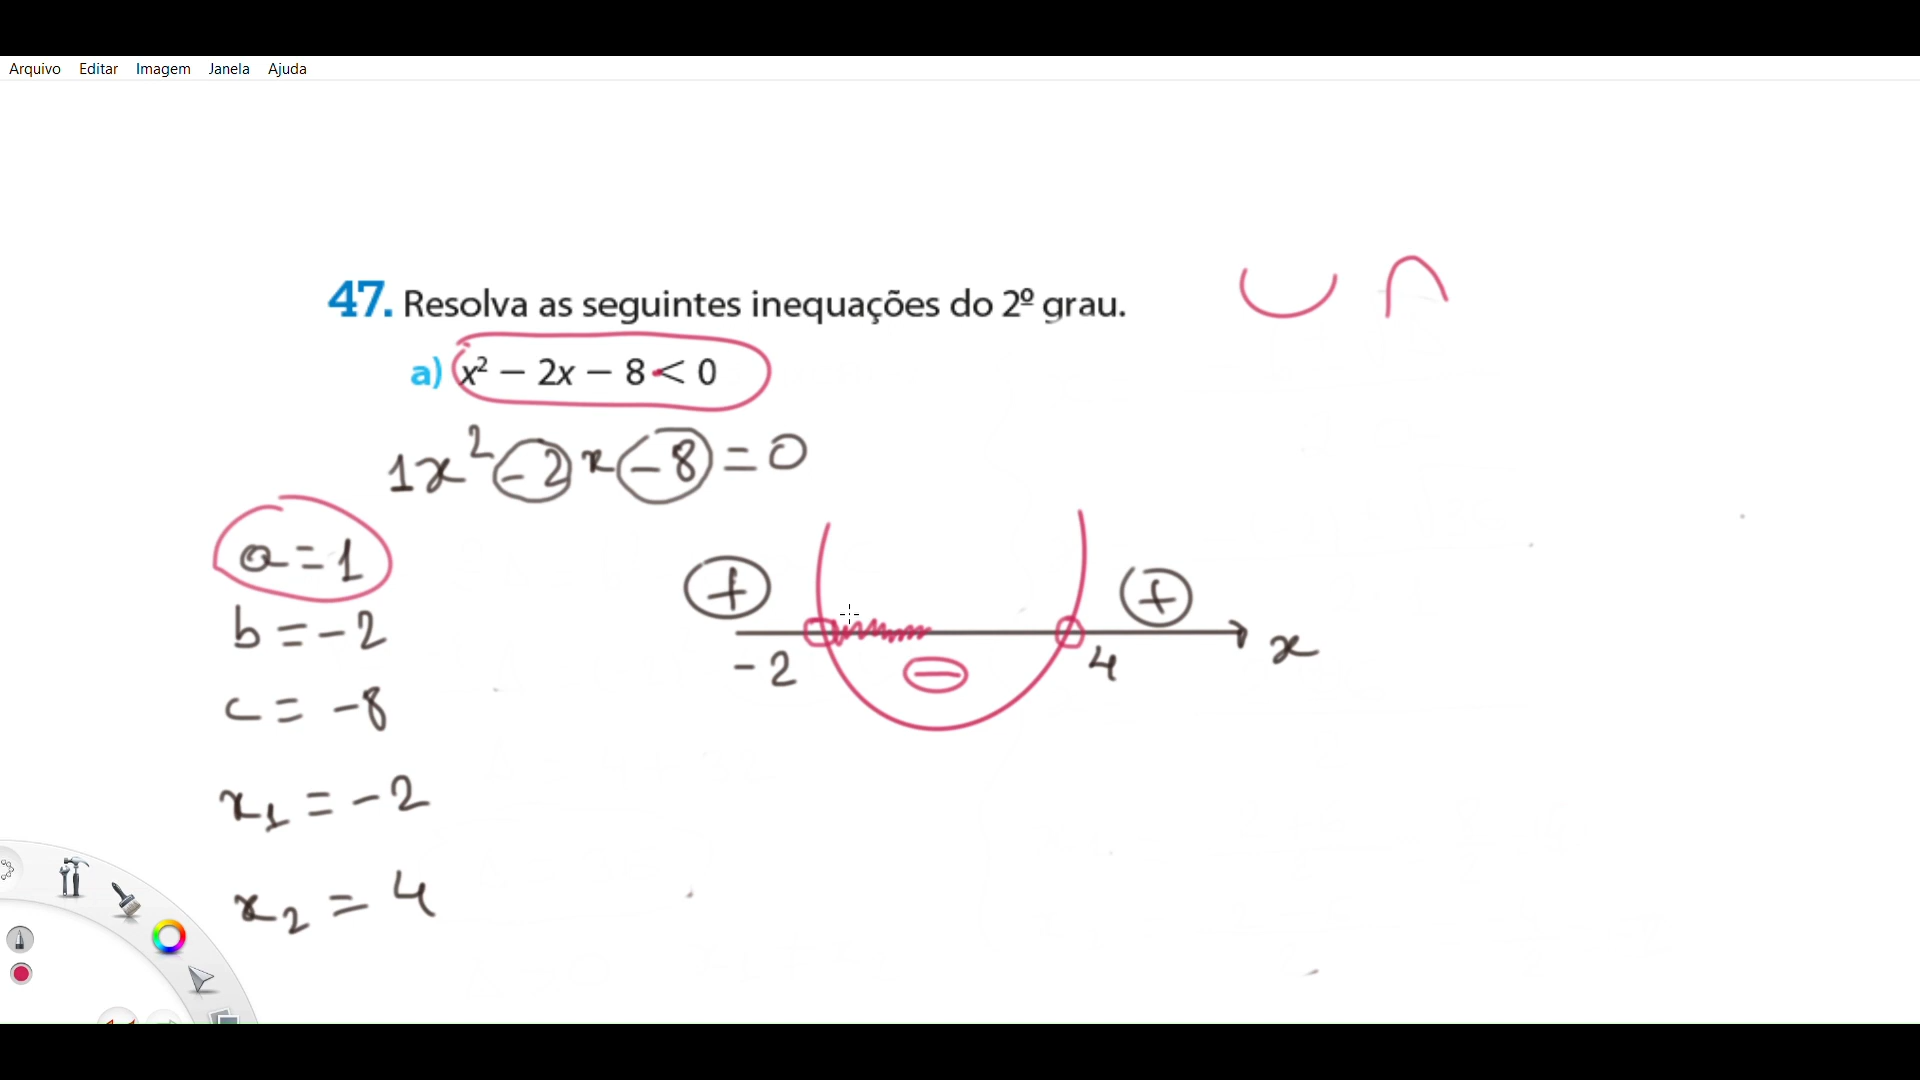 Arquivo Editar Imagem Janela Ajuda
47. Resolva as seguintes inequações do 2º grau.
a) x² − 2x − 8 < 0
1x² − 2x − 8 = 0
a = 1
b = −2
c = −8
x₁ = −2
x₂ = 4
+ +
−2 − 4 x